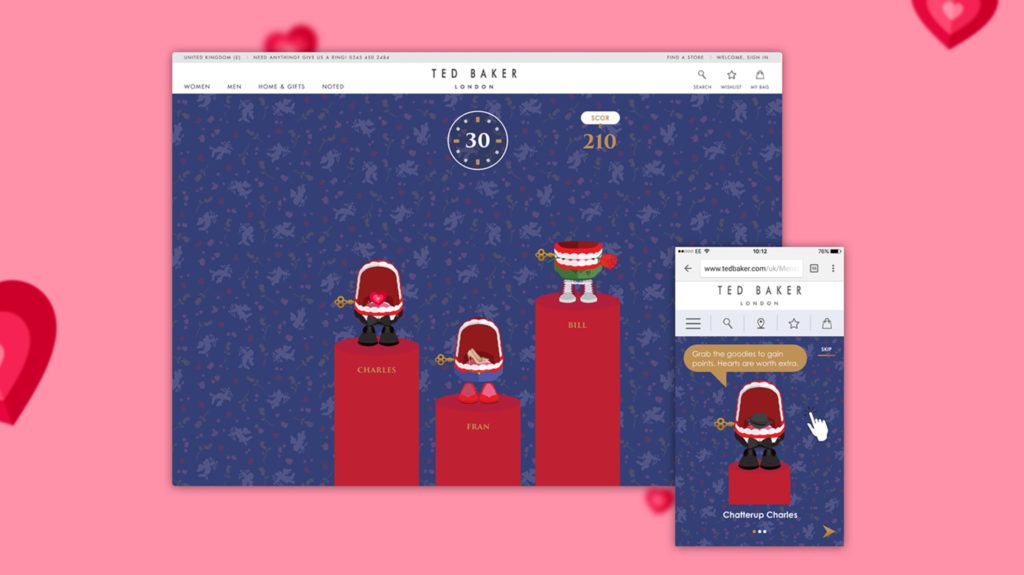 UNITED KINGDOM (£) | NEED ANYTHING? GIVE US A RING! 0345 450 2484
FIND A STORE | WELCOME, SIGN IN
TED BAKER
LONDON
WOMEN MEN HOME & GIFTS NOTED
SEARCH WISHLIST MY BAG
30
SCOR
210
BILL
CHARLES
FRAN
EE 10:12 76%
www.tedbaker.com/uk/Men
TED BAKER
LONDON
Grab the goodies to gain
points. Hearts are worth extra.
SKIP
Chatterup Charles